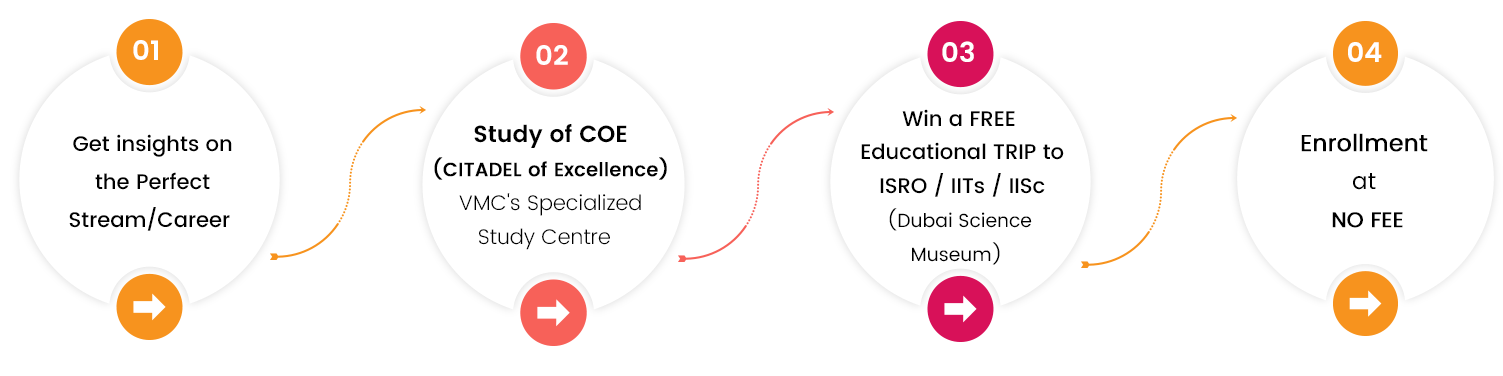 01
Get insights on
the Perfect
Stream/Career
02
Study of COE
(CITADEL of Excellence)
VMC's Specialized
Study Centre
03
Win a FREE
Educational TRIP to
ISRO / IITs / IISc
(Dubai Science
Museum)
04
Enrollment
at
NO FEE